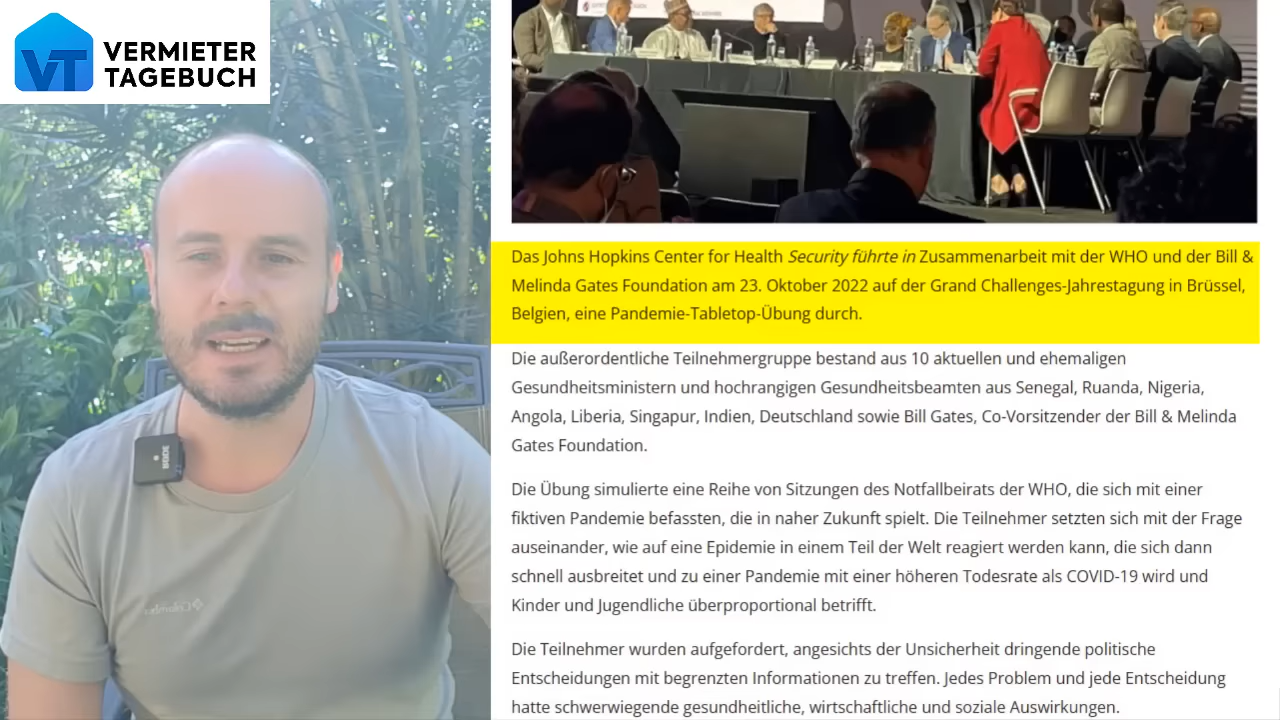 VERMIETER
TAGEBUCH
VT
Das Johns Hopkins Center for Health Security führte in Zusammenarbeit mit der WHO und der Bill &
Melinda Gates Foundation am 23. Oktober 2022 auf der Grand Challenges-Jahrestagung in Brüssel,
Belgien, eine Pandemie-Tabletop-Übung durch.
Die außerordentliche Teilnehmergruppe bestand aus 10 aktuellen und ehemaligen
Gesundheitsministern und hochrangigen Gesundheitsbeamten aus Senegal, Ruanda, Nigeria,
Angola, Liberia, Singapur, Indien, Deutschland sowie Bill Gates, Co-Vorsitzender der Bill & Melinda
Gates Foundation.
Die Übung simulierte eine Reihe von Sitzungen des Notfallbeirats der WHO, die sich mit einer
fiktiven Pandemie befassten, die in naher Zukunft spielt. Die Teilnehmer setzten sich mit der Frage
auseinander, wie auf eine Epidemie in einem Teil der Welt reagiert werden kann, die sich dann
schnell ausbreitet und zu einer Pandemie mit einer höheren Todesrate als COVID-19 wird und
Kinder und Jugendliche überproportional betrifft.
Die Teilnehmer wurden aufgefordert, angesichts der Unsicherheit dringende politische
Entscheidungen mit begrenzten Informationen zu treffen. Jedes Problem und jede Entscheidung
hatte schwerwiegende gesundheitliche, wirtschaftliche und soziale Auswirkungen.
RØDE
Columbia